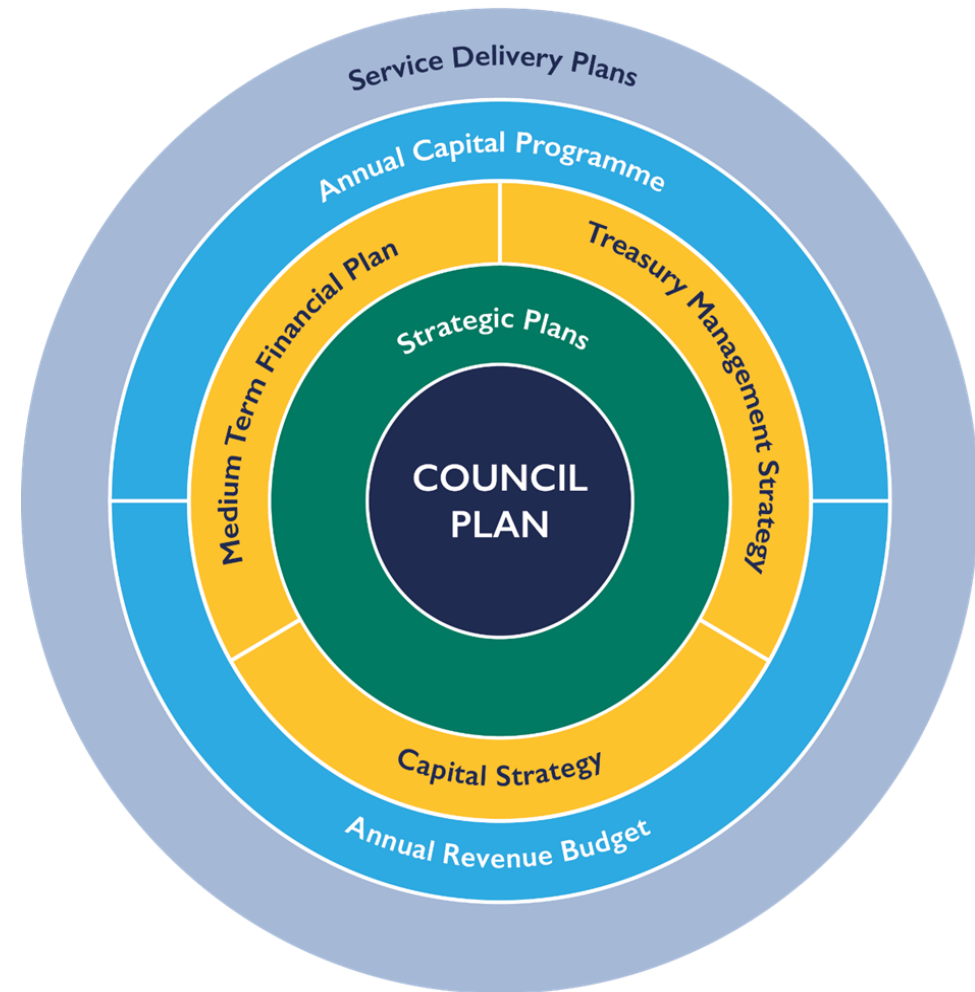 Service Delivery Plans
Annual Capital Programme
Medium Term Financial Plan
Treasury Management Strategy
Strategic Plans
COUNCIL
PLAN
Capital Strategy
Annual Revenue Budget